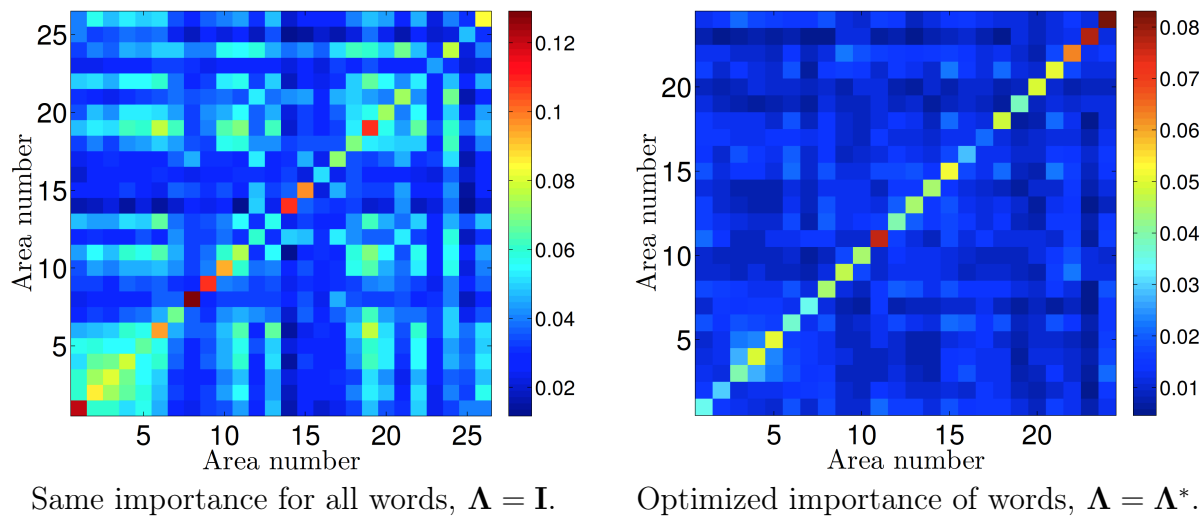 25
20
15
10
5
Area number
5 10 15 20 25
Area number
0.12
0.1
0.08
0.06
0.04
0.02
Same importance for all words, Λ = I.
20
15
10
5
Area number
5 10 15 20
Area number
0.08
0.07
0.06
0.05
0.04
0.03
0.02
0.01
Optimized importance of words, Λ = Λ*.